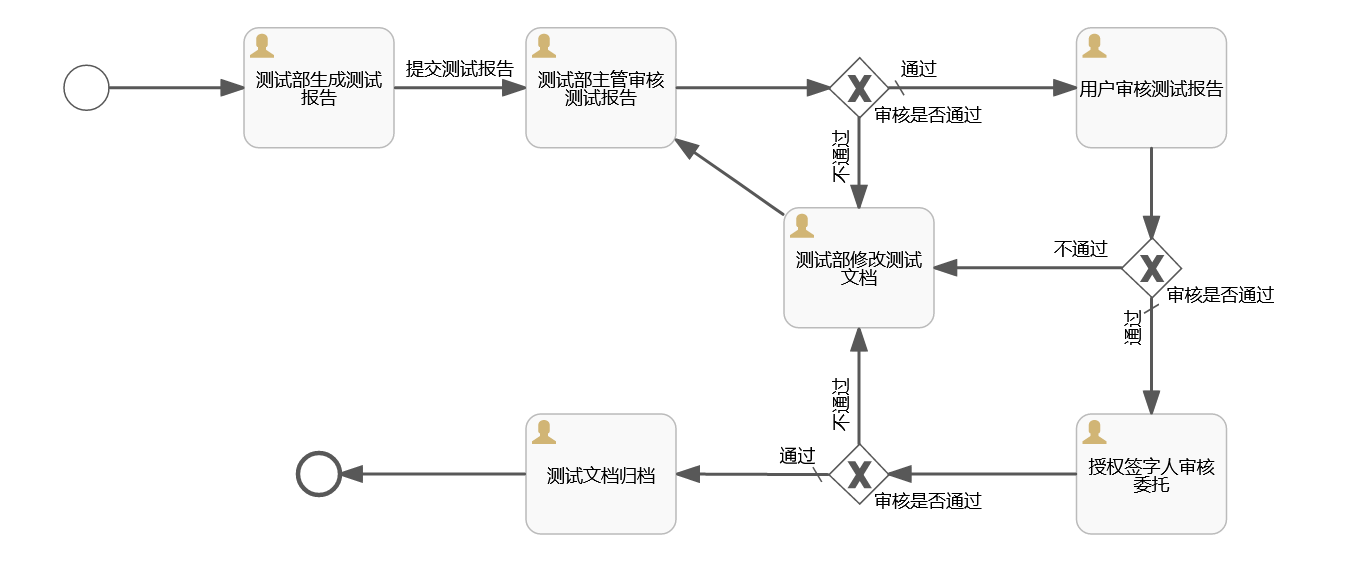 测试部生成测试
报告
提交测试报告
测试部主管审核
测试报告
通过
审核是否通过
用户审核测试报告
不通过
测试部修改测试
文档
不通过
审核是否通过
通过
不通过
测试文档归档
通过
审核是否通过
授权签字人审核
委托